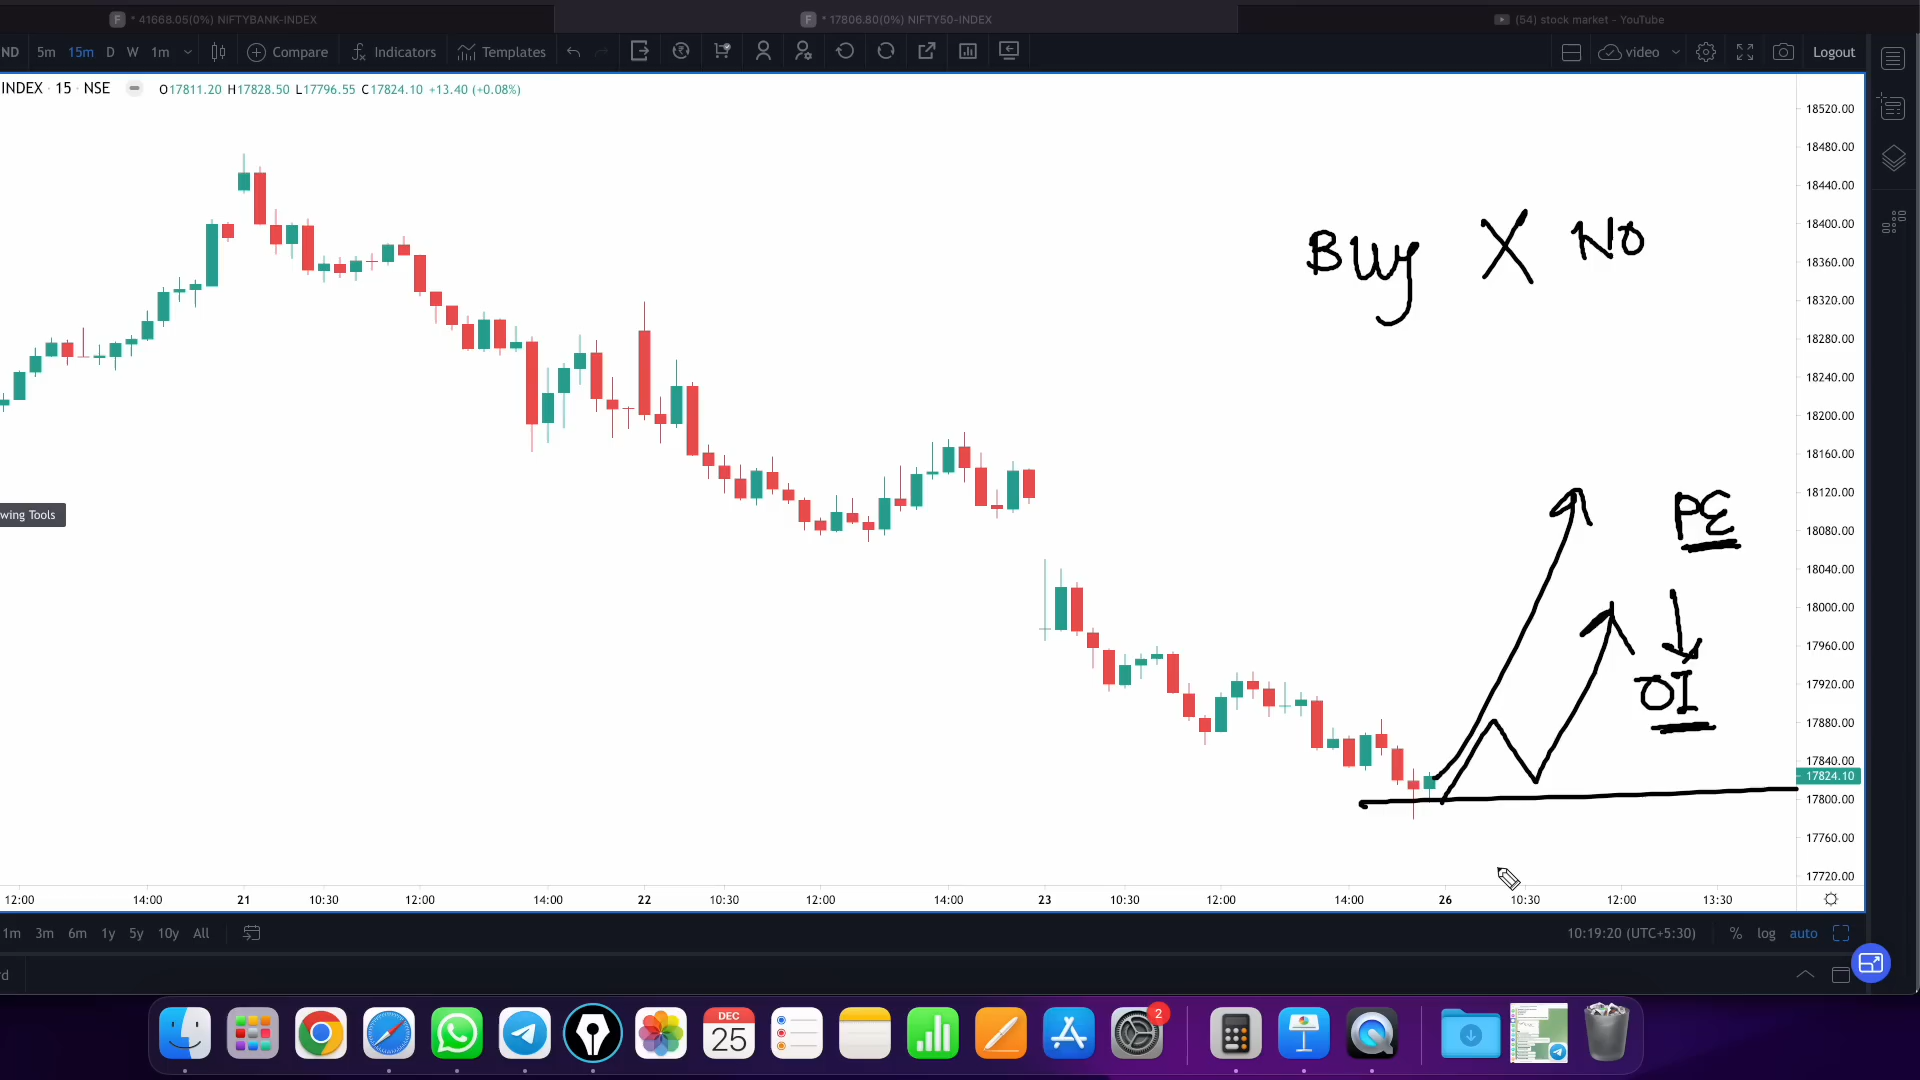 * 41668.05(0%) NIFTYBANK-INDEX
* 17806.80(0%) NIFTY50-INDEX
(54) stock market - YouTube
ND 5m 15m D W 1m Compare Indicators Templates video Logout
INDEX · 15 · NSE O17811.20 H17828.50 L17796.55 C17824.10 +13.40 (+0.08%)
Buy X NO
PE
OI
wing Tools
18520.00
18480.00
18440.00
18400.00
18360.00
18320.00
18280.00
18240.00
18200.00
18160.00
18120.00
18080.00
18040.00
18000.00
17960.00
17920.00
17880.00
17840.00
17824.10
17800.00
17760.00
17720.00
12:00 14:00 21 10:30 12:00 14:00 22 10:30 12:00 14:00 23 10:30 12:00 14:00 26 10:30 12:00 13:30
1m 3m 6m 1y 5y 10y All 10:19:20 (UTC+5:30) % log auto
d
DEC
25
2